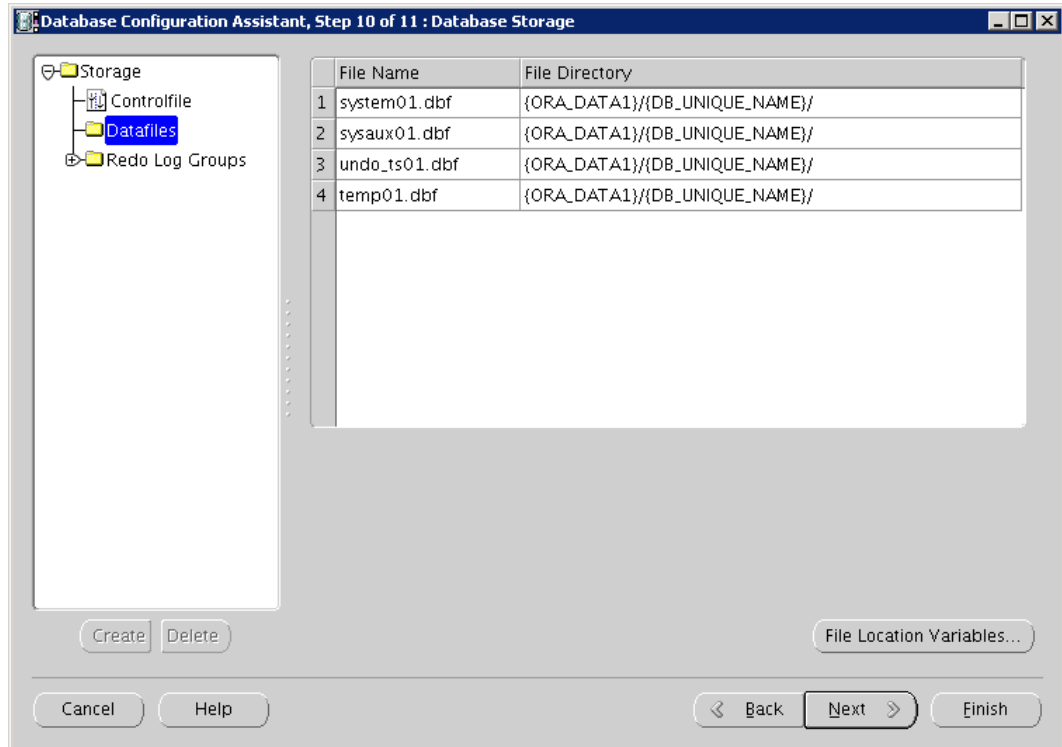 Database Configuration Assistant, Step 10 of 11 : Database Storage
Storage
Controlfile
Datafiles
Redo Log Groups
File Name File Directory
1 system01.dbf {ORA_DATA1}/{DB_UNIQUE_NAME}/
2 sysaux01.dbf {ORA_DATA1}/{DB_UNIQUE_NAME}/
3 undo_ts01.dbf {ORA_DATA1}/{DB_UNIQUE_NAME}/
4 temp01.dbf {ORA_DATA1}/{DB_UNIQUE_NAME}/
Create Delete
File Location Variables...
Cancel Help Back Next Finish